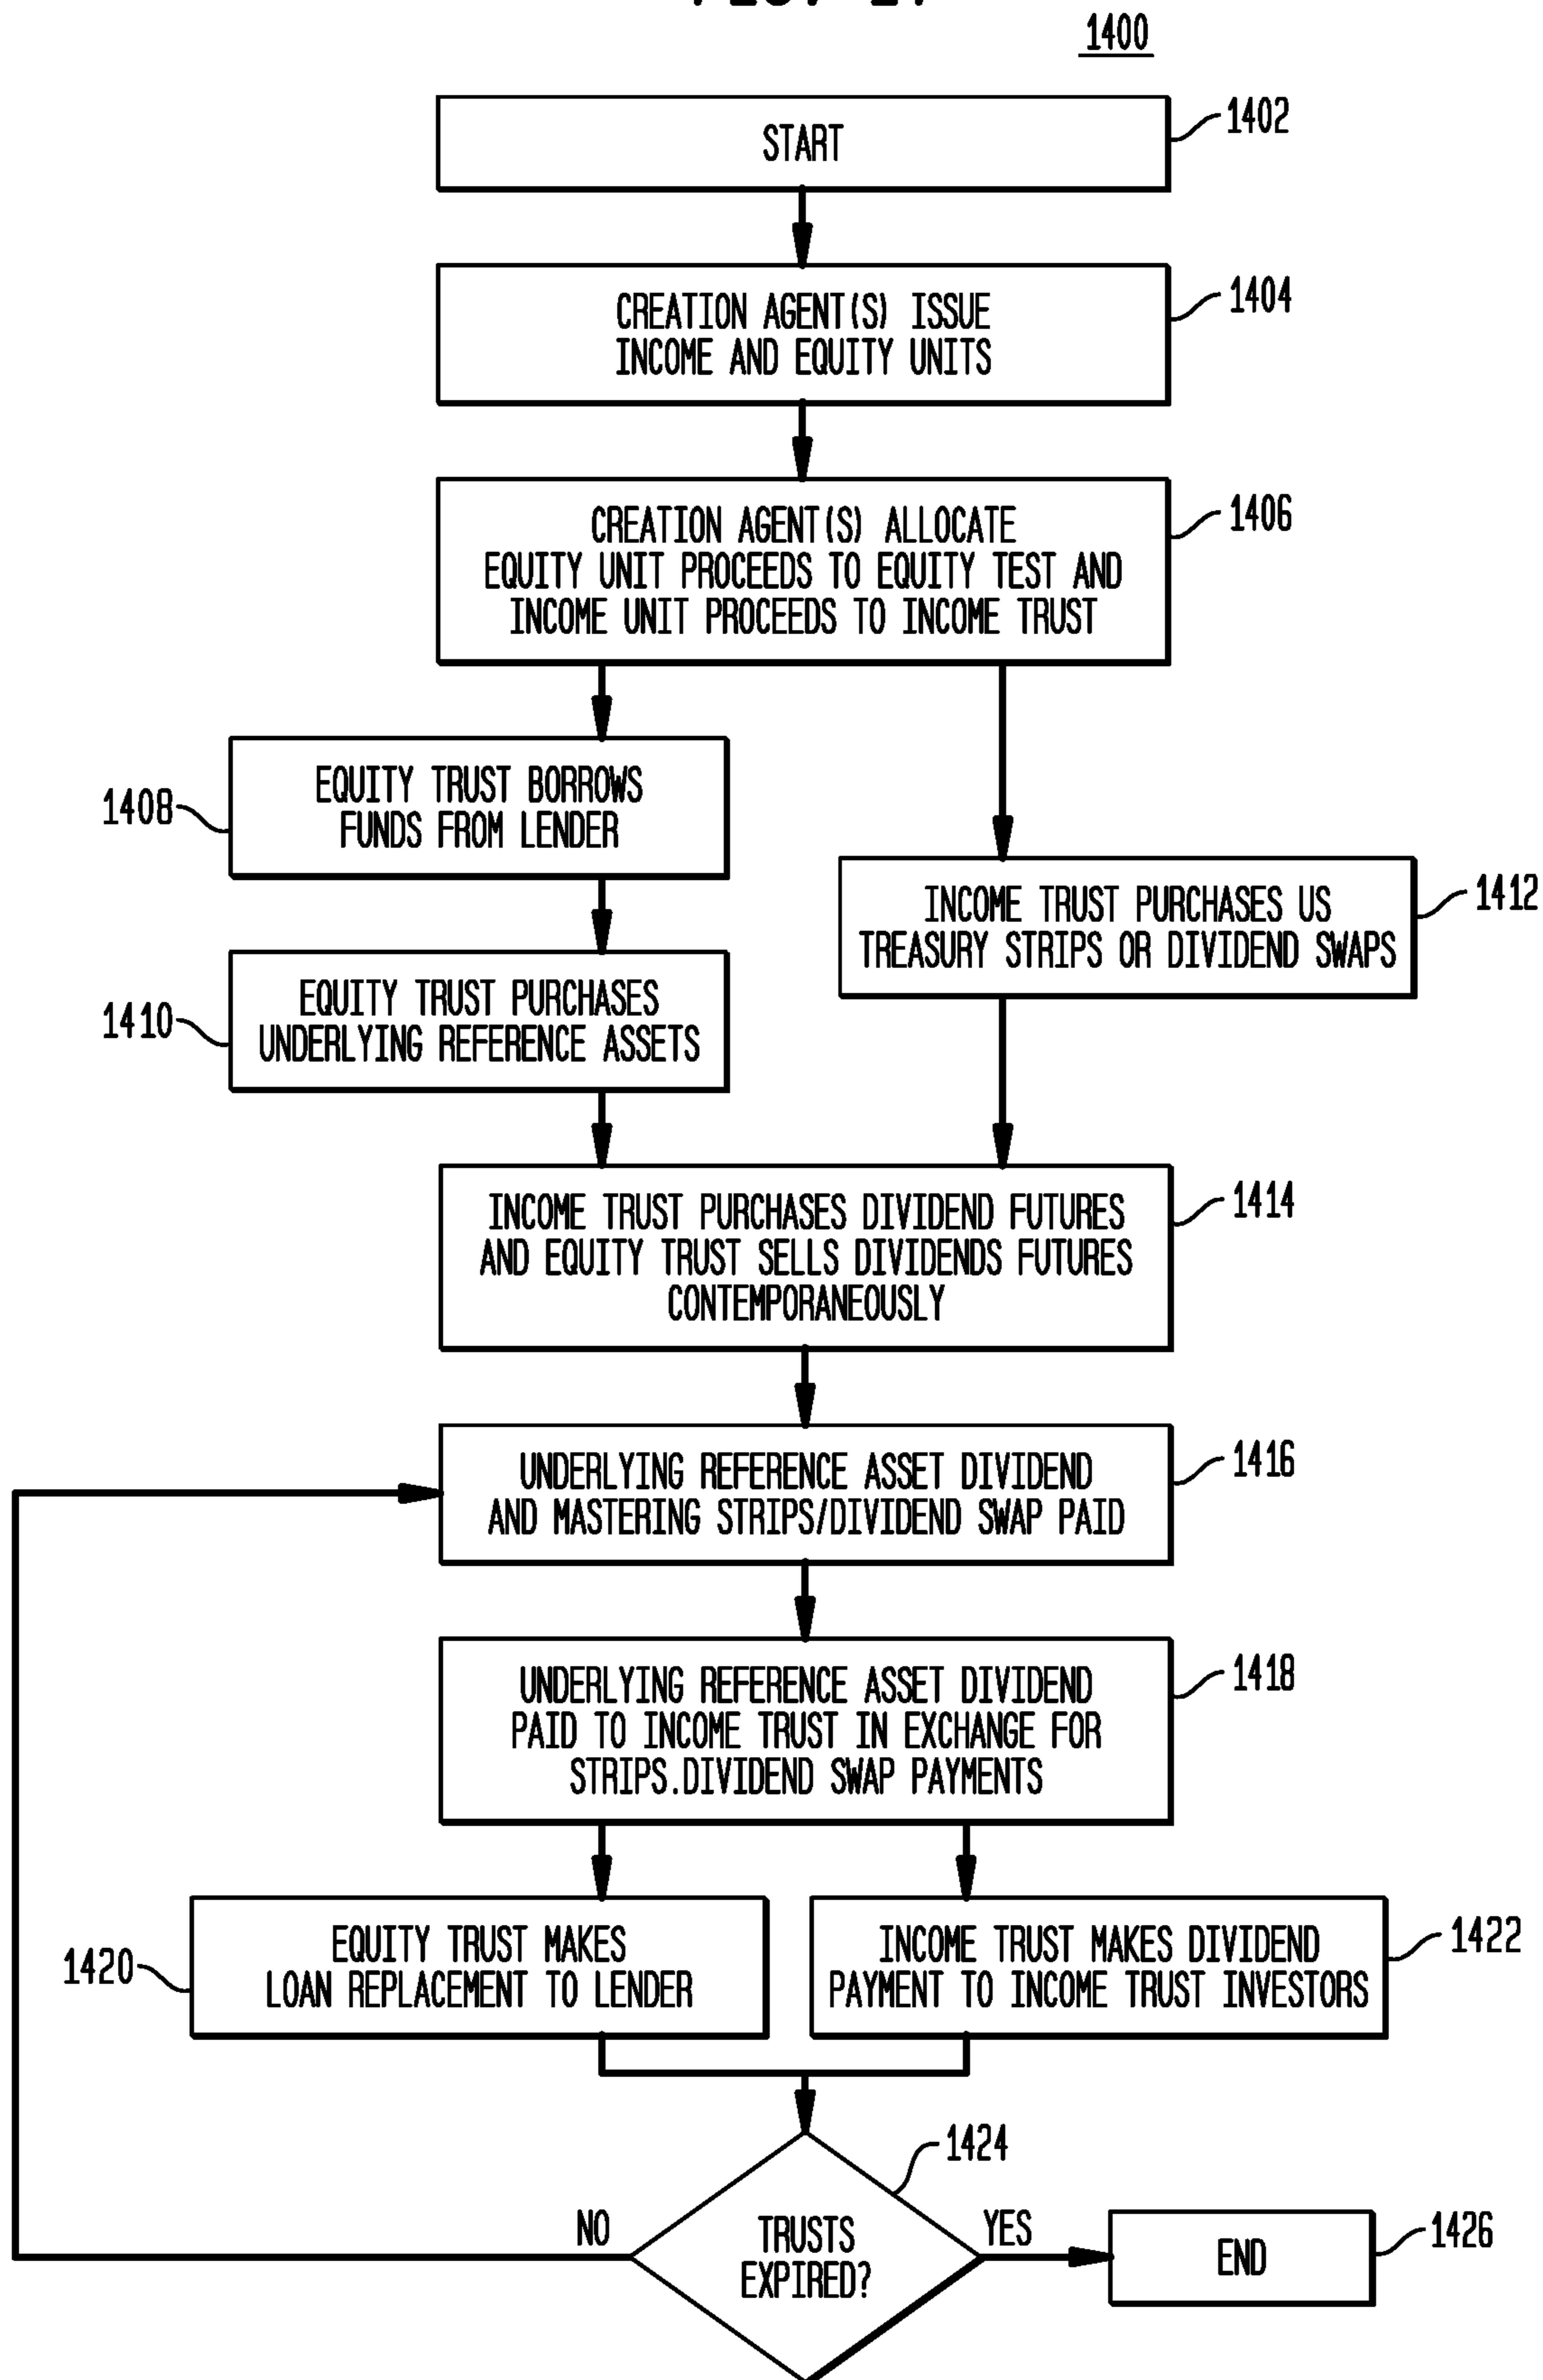 1400
START
1402
CREATION AGENT(S) ISSUE
INCOME AND EQUITY UNITS
1404
CREATION AGENT(S) ALLOCATE
EQUITY UNIT PROCEEDS TO EQUITY TEST AND
INCOME UNIT PROCEEDS TO INCOME TRUST
1406
1408
EQUITY TRUST BORROWS
FUNDS FROM LENDER
INCOME TRUST PURCHASES US
TREASURY STRIPS OR DIVIDEND SWAPS
1412
1410
EQUITY TRUST PURCHASES
UNDERLYING REFERENCE ASSETS
INCOME TRUST PURCHASES DIVIDEND FUTURES
AND EQUITY TRUST SELLS DIVIDENDS FUTURES
CONTEMPORANEOUSLY
1414
UNDERLYING REFERENCE ASSET DIVIDEND
AND MASTERING STRIPS/DIVIDEND SWAP PAID
1416
UNDERLYING REFERENCE ASSET DIVIDEND
PAID TO INCOME TRUST IN EXCHANGE FOR
STRIPS.DIVIDEND SWAP PAYMENTS
1418
1420
EQUITY TRUST MAKES
LOAN REPLACEMENT TO LENDER
INCOME TRUST MAKES DIVIDEND
PAYMENT TO INCOME TRUST INVESTORS
1422
1424
NO
TRUSTS
EXPIRED?
YES
END
1426